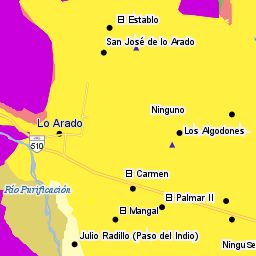 El Establo
San José de lo Arado
Ninguno
Lo Arado
Los Algodones
510
El Carmen
Río Purificación
Palmar II
El Mangal
Julio Radillo (Paso del Indio)
Ningu